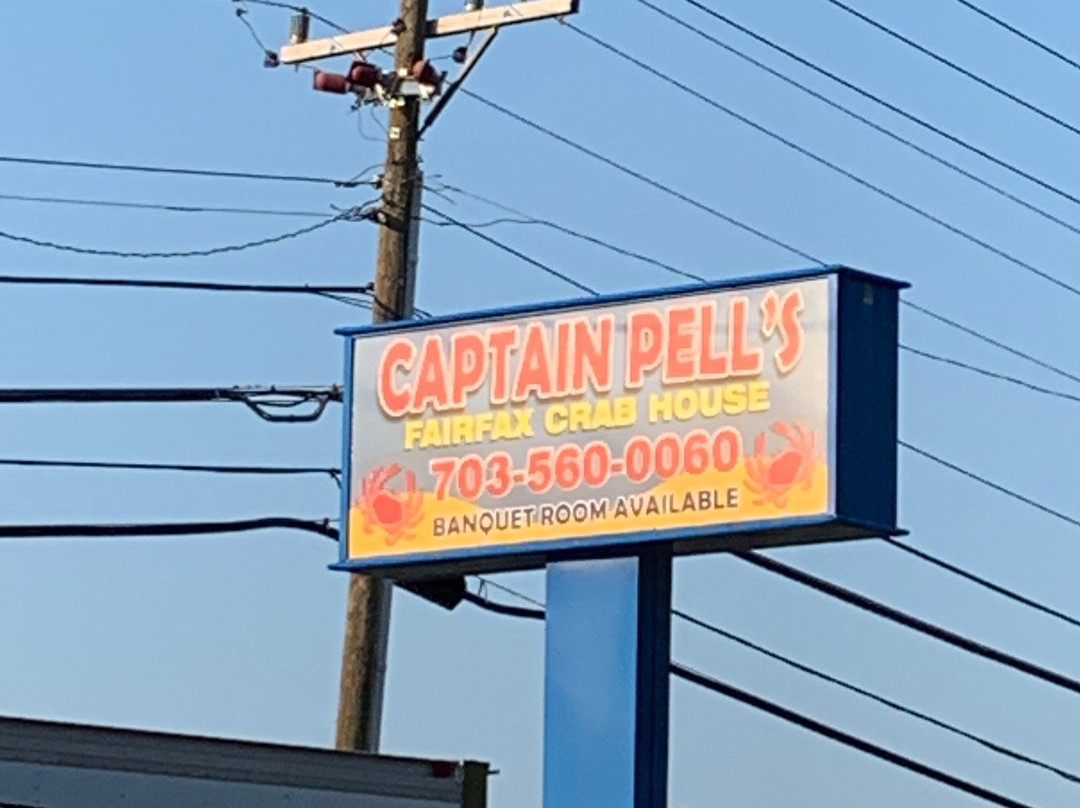 CAPTAIN PELL'S
FAIRFAX CRAB HOUSE
703-560-0060
BANQUET ROOM AVAILABLE